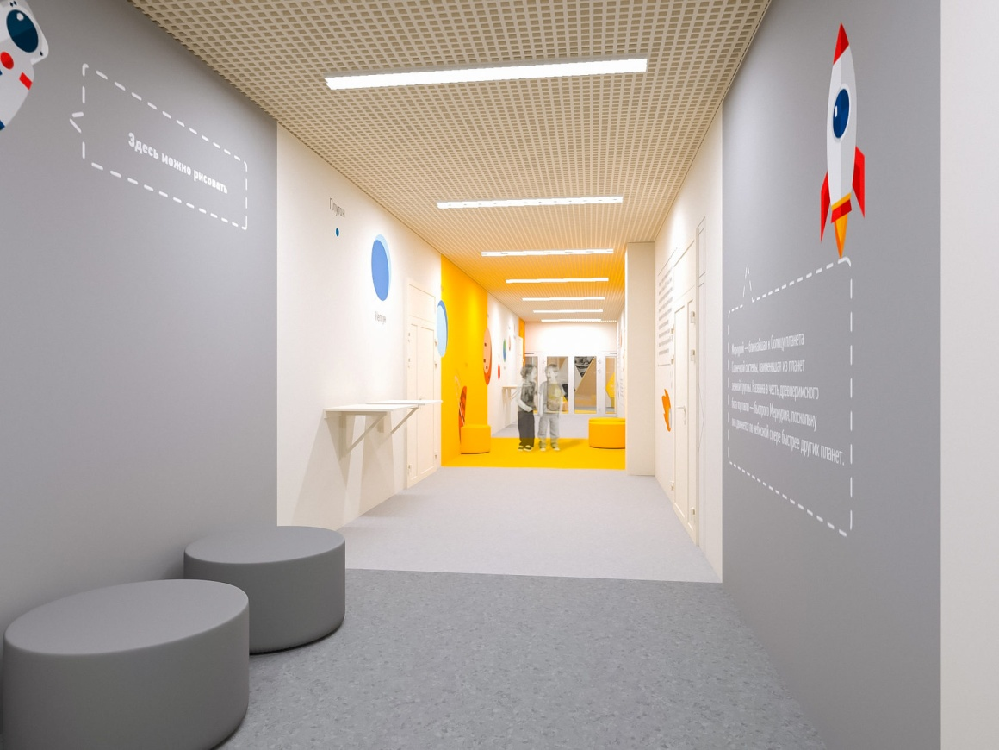 Здесь можно рисовать
Плутон
Нептун
Меркурий — ближайшая к Солнцу планета
Солнечной системы, наименьшая из планет
земной группы. Названа в честь древнеримского
бога торговли — быстрого Меркурия, поскольку
она движется по небесной сфере быстрее других планет.